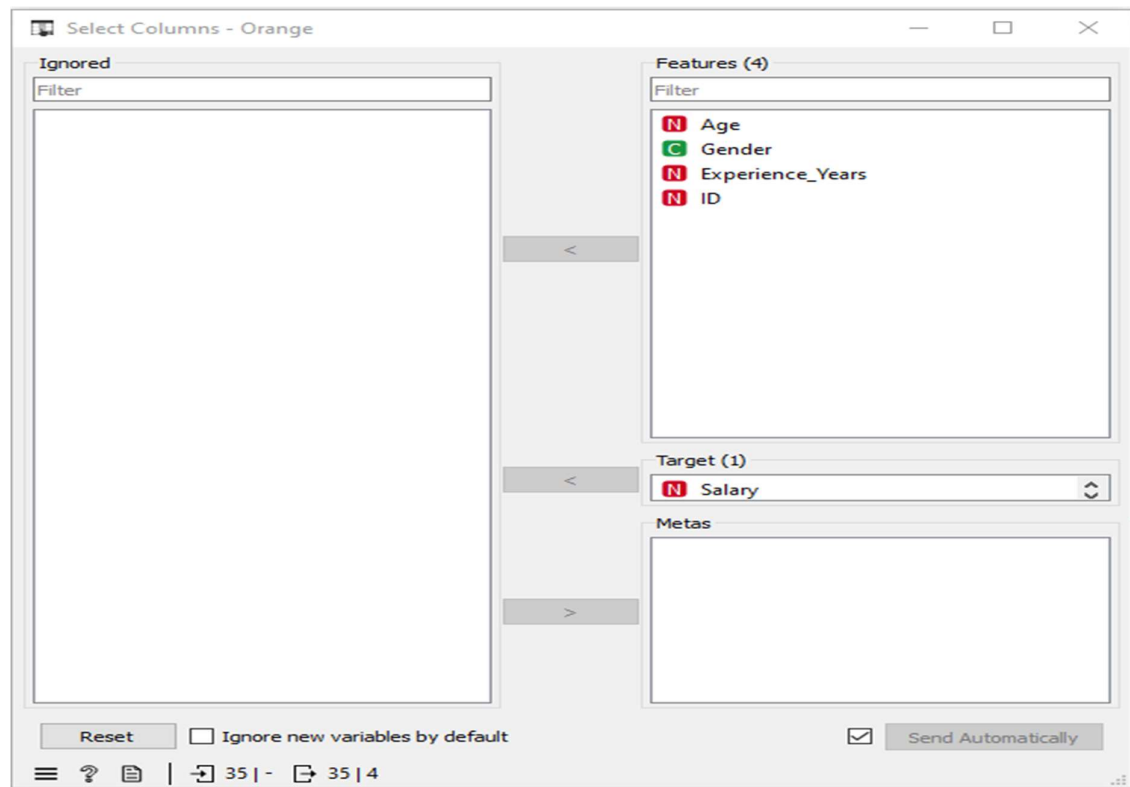 Select Columns - Orange
Ignored
Filter
Features (4)
Filter
N Age
C Gender
N Experience_Years
N ID
<
Target (1)
<
N Salary
Metas
>
Reset
Ignore new variables by default
Send Automatically
? 35 | - 35 | 4